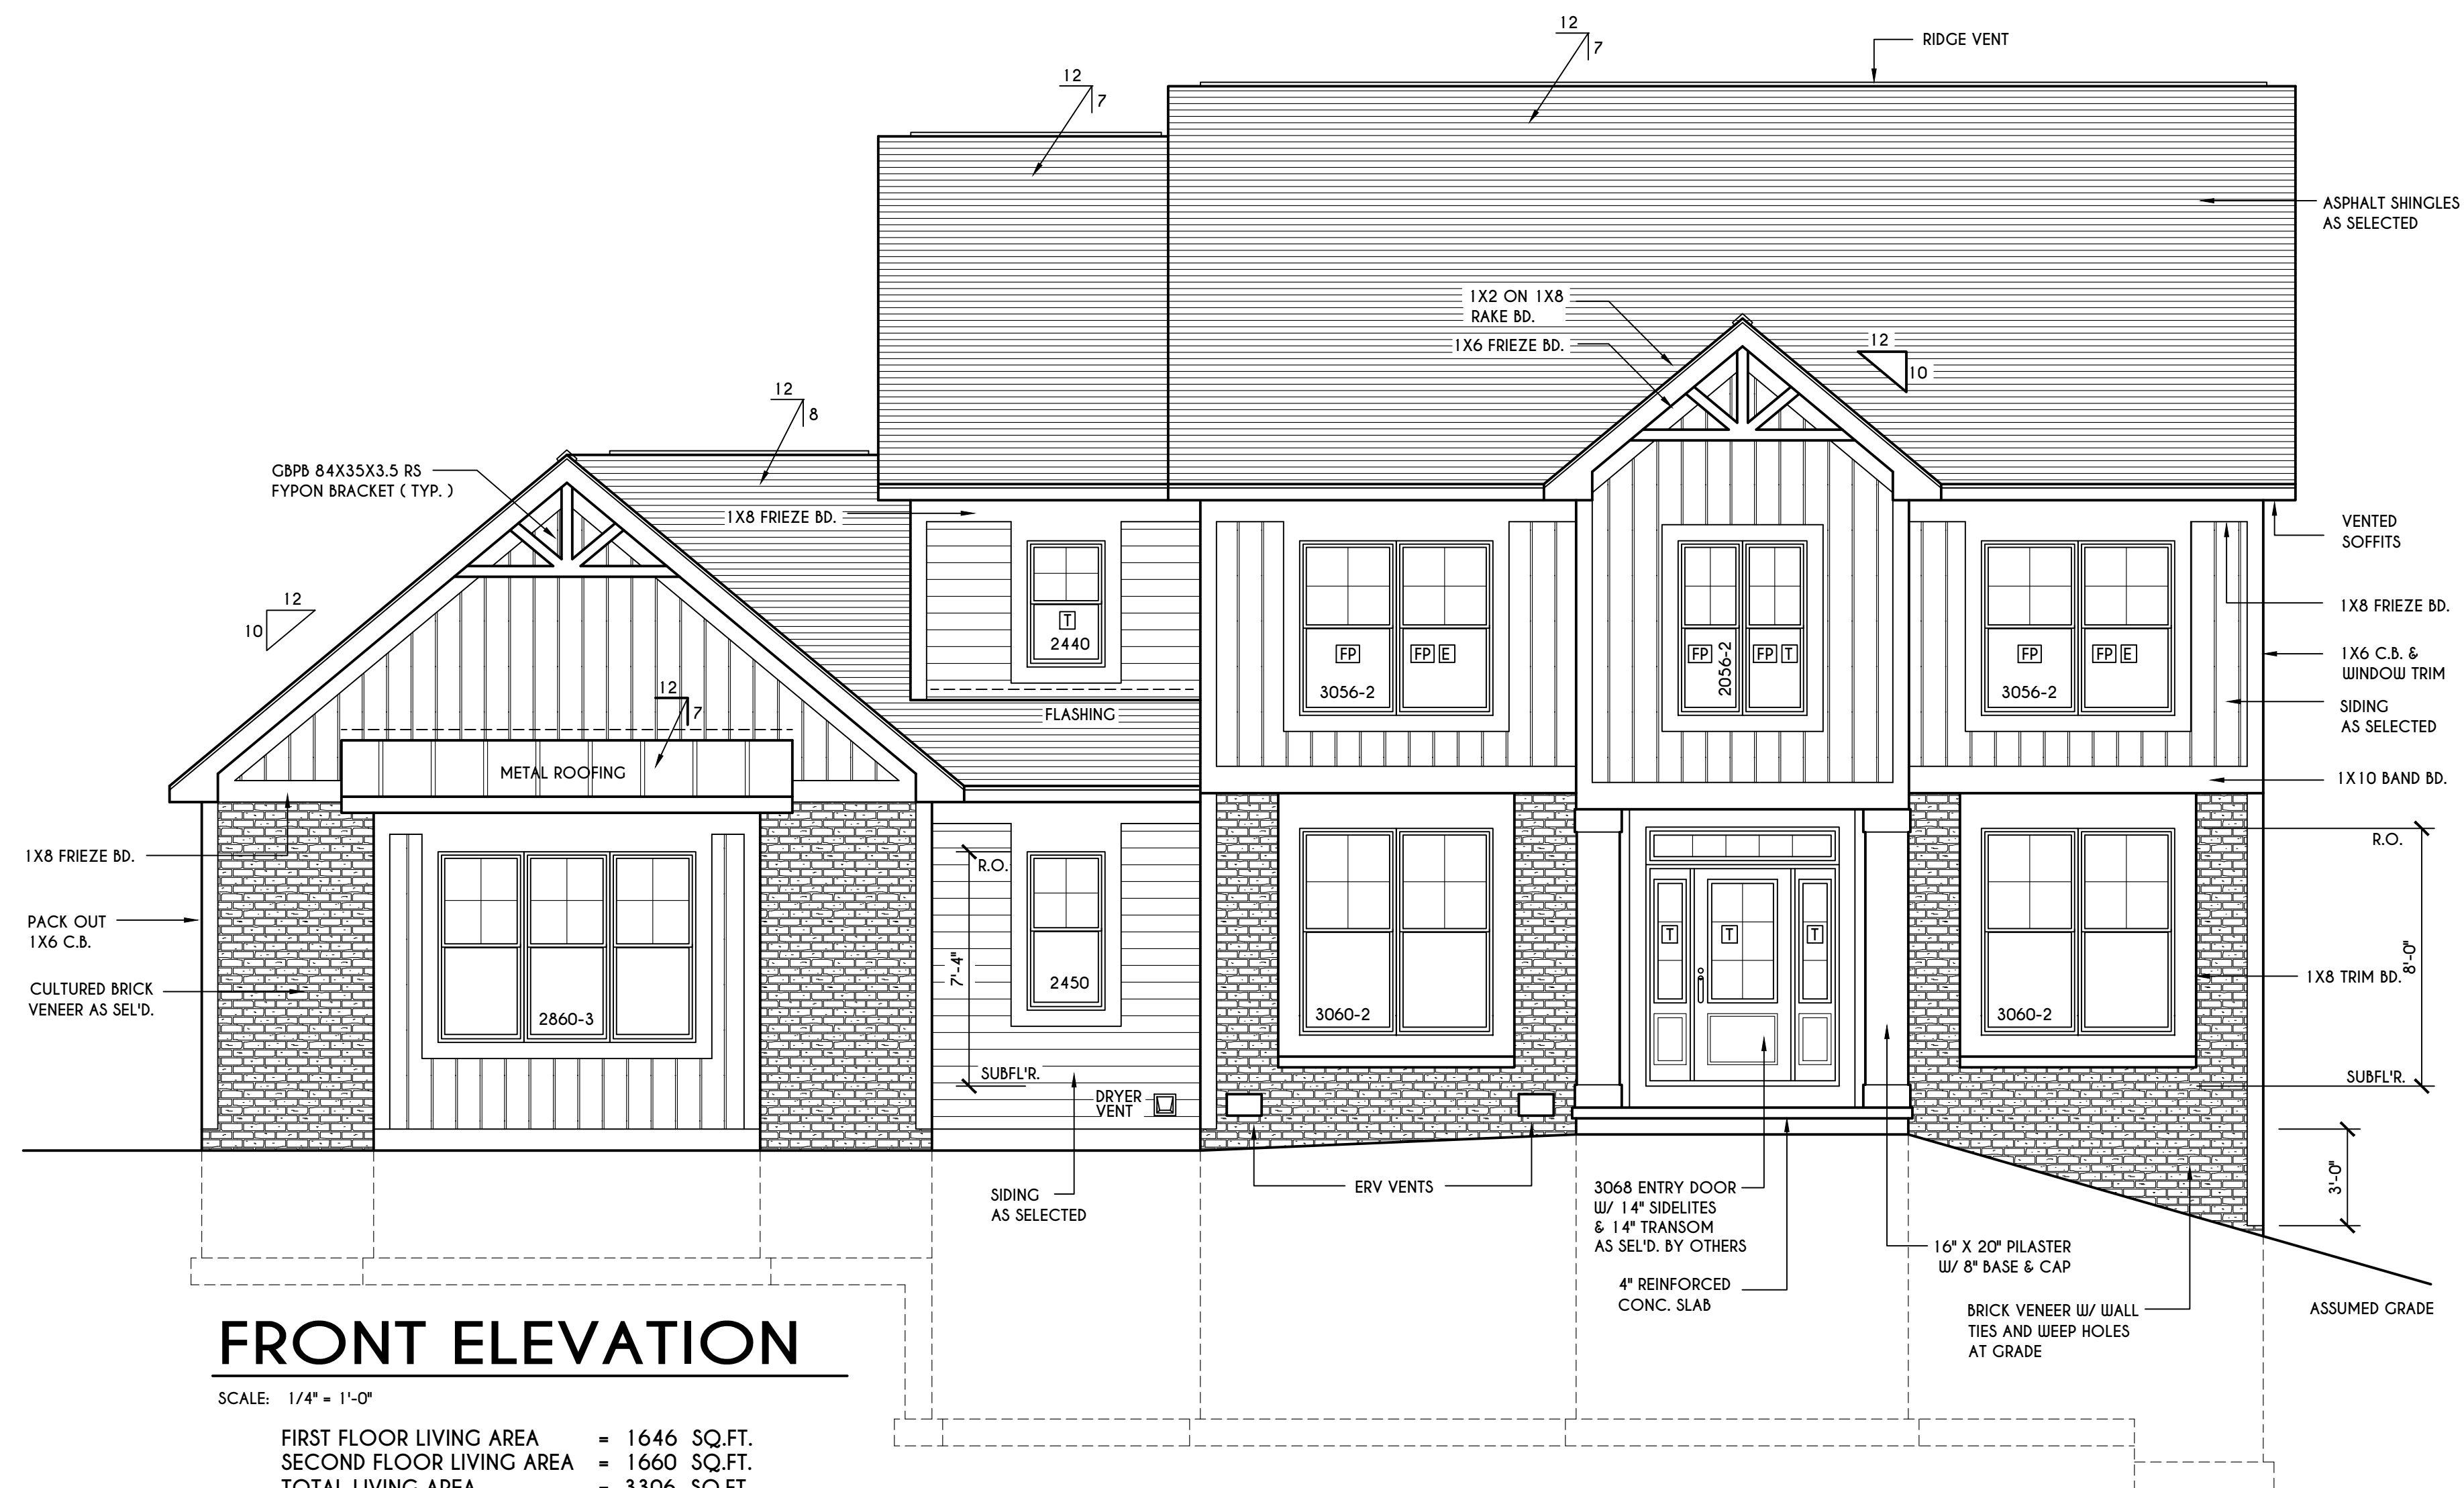 12
7
RIDGE VENT
12
7
ASPHALT SHINGLES
AS SELECTED
1X2 ON 1X8
RAKE BD.
1X6 FRIEZE BD.
12
10
12
8
GBPB 84X35X3.5 RS
FYPON BRACKET ( TYP. )
1X8 FRIEZE BD.
VENTED
SOFFITS
12
10
1X8 FRIEZE BD.
T
2440
FP
FP E
3056-2
FP
2056-2
FP T
FP
FP E
3056-2
1X6 C.B. &
WINDOW TRIM
SIDING
AS SELECTED
12
7
FLASHING
METAL ROOFING
1X10 BAND BD.
1X8 FRIEZE BD.
R.O.
R.O.
PACK OUT
1X6 C.B.
T
T
T
7'-4"
8'-0"
CULTURED BRICK
VENEER AS SEL'D.
2860-3
2450
3060-2
3060-2
1X8 TRIM BD.
SUBFL'R.
SUBFL'R.
DRYER
VENT
3'-0"
SIDING
AS SELECTED
ERV VENTS
3068 ENTRY DOOR
W/ 14" SIDELITES
& 14" TRANSOM
AS SEL'D. BY OTHERS
4" REINFORCED
CONC. SLAB
16" X 20" PILASTER
W/ 8" BASE & CAP
BRICK VENEER W/ WALL
TIES AND WEEP HOLES
AT GRADE
ASSUMED GRADE
FRONT ELEVATION
SCALE: 1/4" = 1'-0"
FIRST FLOOR LIVING AREA = 1646 SQ.FT.
SECOND FLOOR LIVING AREA = 1660 SQ.FT.
TOTAL LIVING AREA = 3306 SQ.FT.